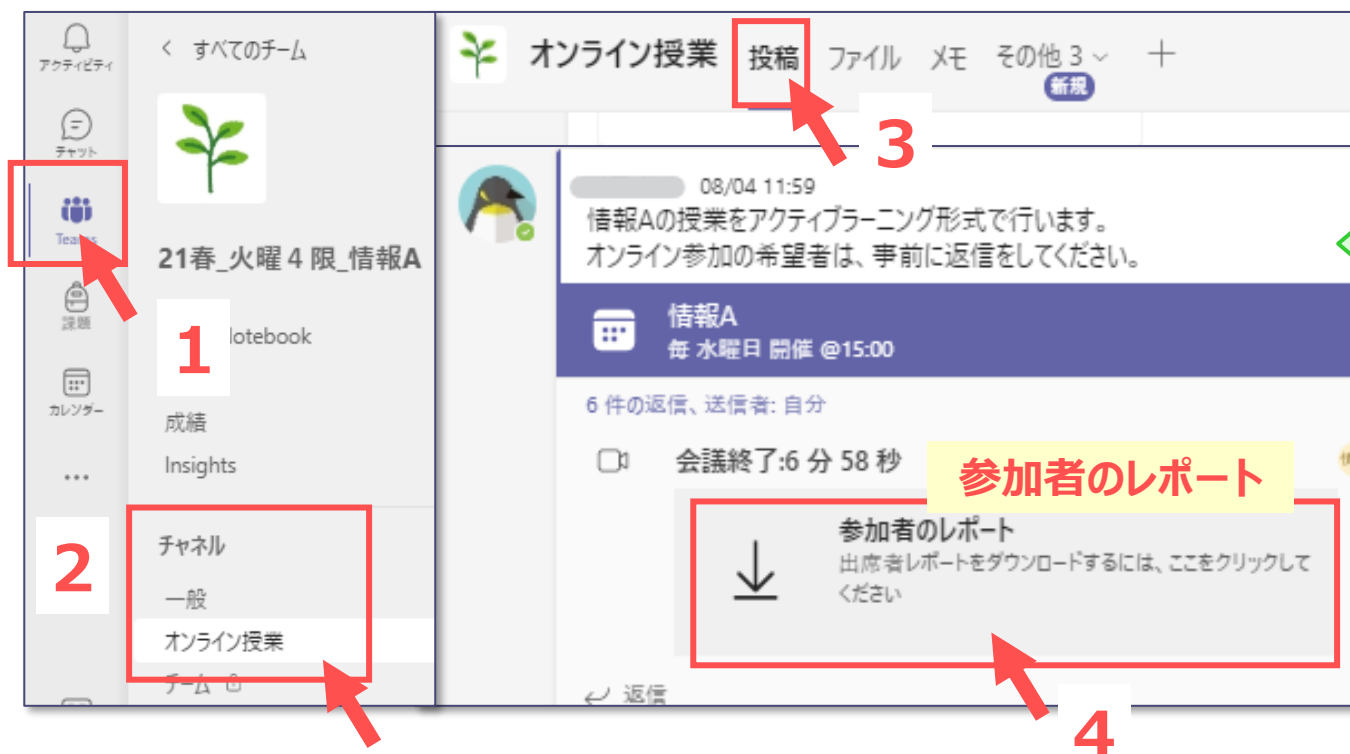 アクティビティ
チャット
Teams
課題
カレンダー
…
1
2
< すべてのチーム
21春_火曜4限_情報A
otebook
成績
Insights
チャネル
一般
オンライン授業
チーム
オンライン授業 投稿 ファイル メモ その他 3
新規
3
08/04 11:59
情報Aの授業をアクティブラーニング形式で行います。
オンライン参加の希望者は、事前に返信をしてください。
情報A
毎 水曜日 開催 @15:00
6 件の返信、送信者: 自分
会議終了:6 分 58 秒
参加者のレポート
参加者のレポート
出席者レポートをダウンロードするには、ここをクリックして
ください
返信
4